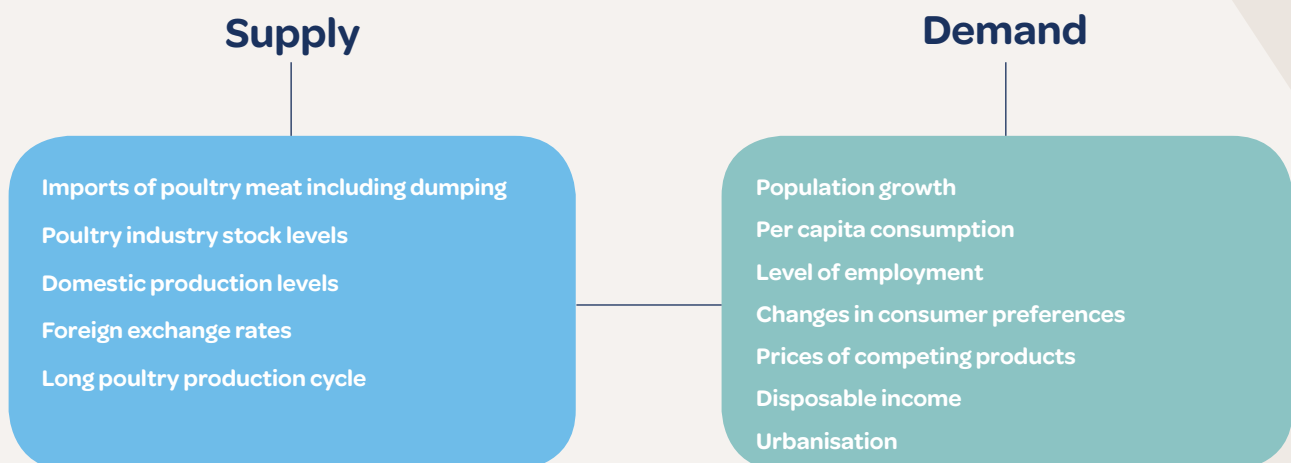 Supply
Imports of poultry meat including dumping
Poultry industry stock levels
Domestic production levels
Foreign exchange rates
Long poultry production cycle
Demand
Population growth
Per capita consumption
Level of employment
Changes in consumer preferences
Prices of competing products
Disposable income
Urbanisation